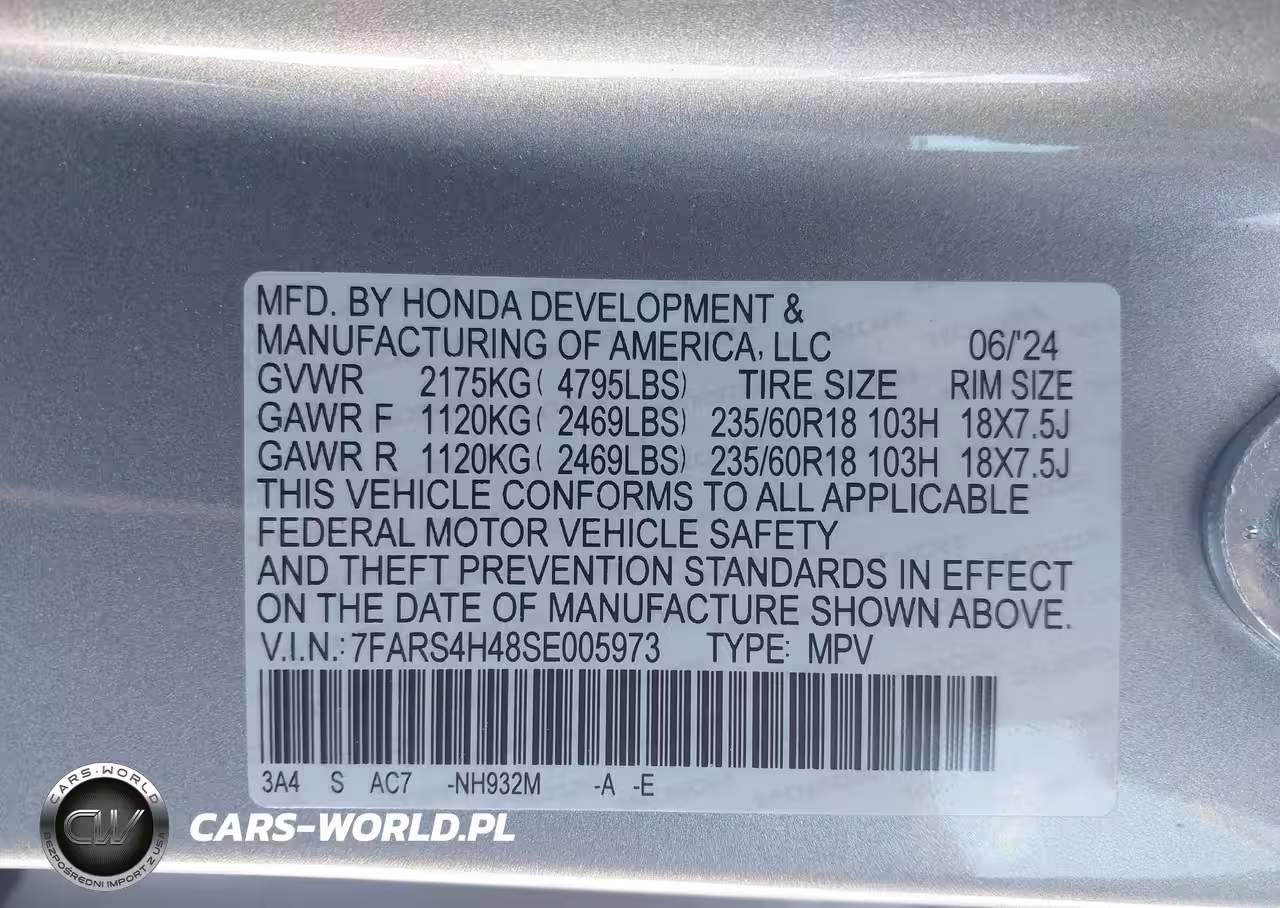 MFD. BY HONDA DEVELOPMENT &
MANUFACTURING OF AMERICA, LLC 06/'24
GVWR 2175KG( 4795LBS) TIRE SIZE RIM SIZE
GAWR F 1120KG( 2469LBS) 235/60R18 103H 18X7.5J
GAWR R 1120KG( 2469LBS) 235/60R18 103H 18X7.5J
THIS VEHICLE CONFORMS TO ALL APPLICABLE
FEDERAL MOTOR VEHICLE SAFETY
AND THEFT PREVENTION STANDARDS IN EFFECT
ON THE DATE OF MANUFACTURE SHOWN ABOVE.
V.I.N.: 7FARS4H48SE005973 TYPE: MPV
3A4 S AC7 -NH932M -A -E
CARS-WORLD
CW
BEZPOŚREDNI IMPORT Z USA
CARS-WORLD.PL